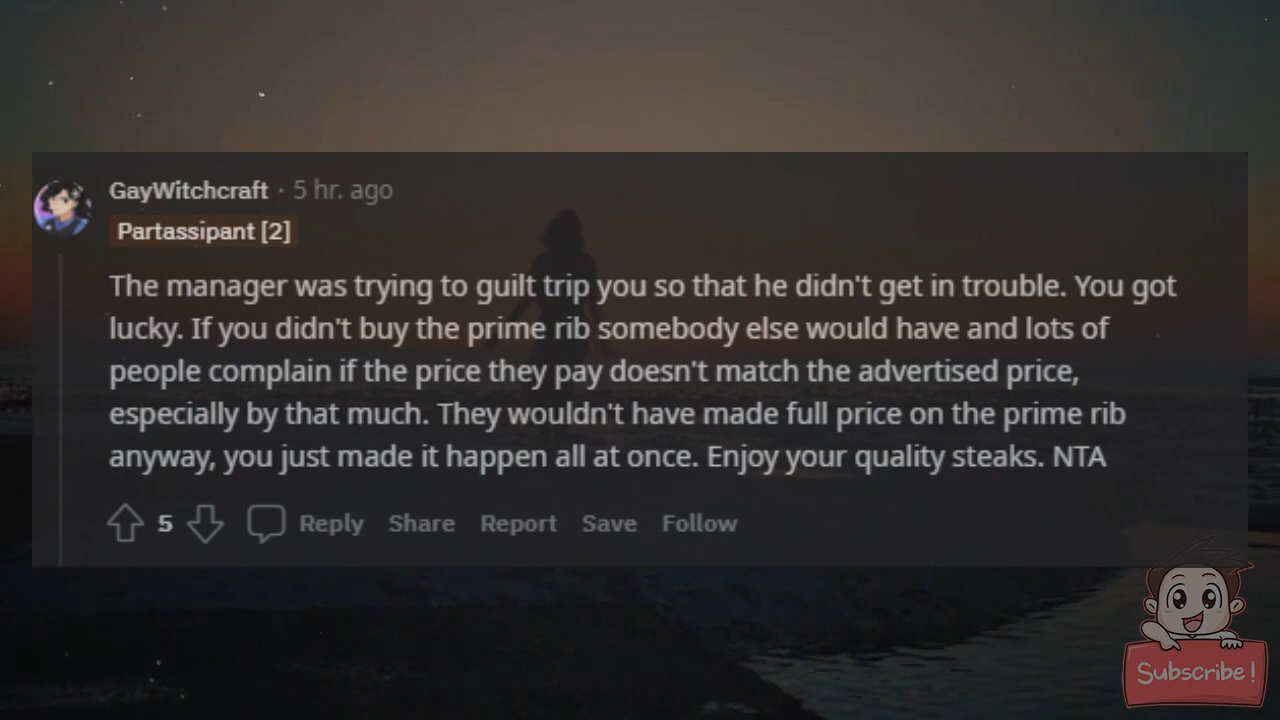 GayWitchcraft · 5 hr. ago
Partassipant [2]
The manager was trying to guilt trip you so that he didn't get in trouble. You got
lucky. If you didn't buy the prime rib somebody else would have and lots of
people complain if the price they pay doesn't match the advertised price,
especially by that much. They wouldn't have made full price on the prime rib
anyway, you just made it happen all at once. Enjoy your quality steaks. NTA
5 Reply Share Report Save Follow
Subscribe!